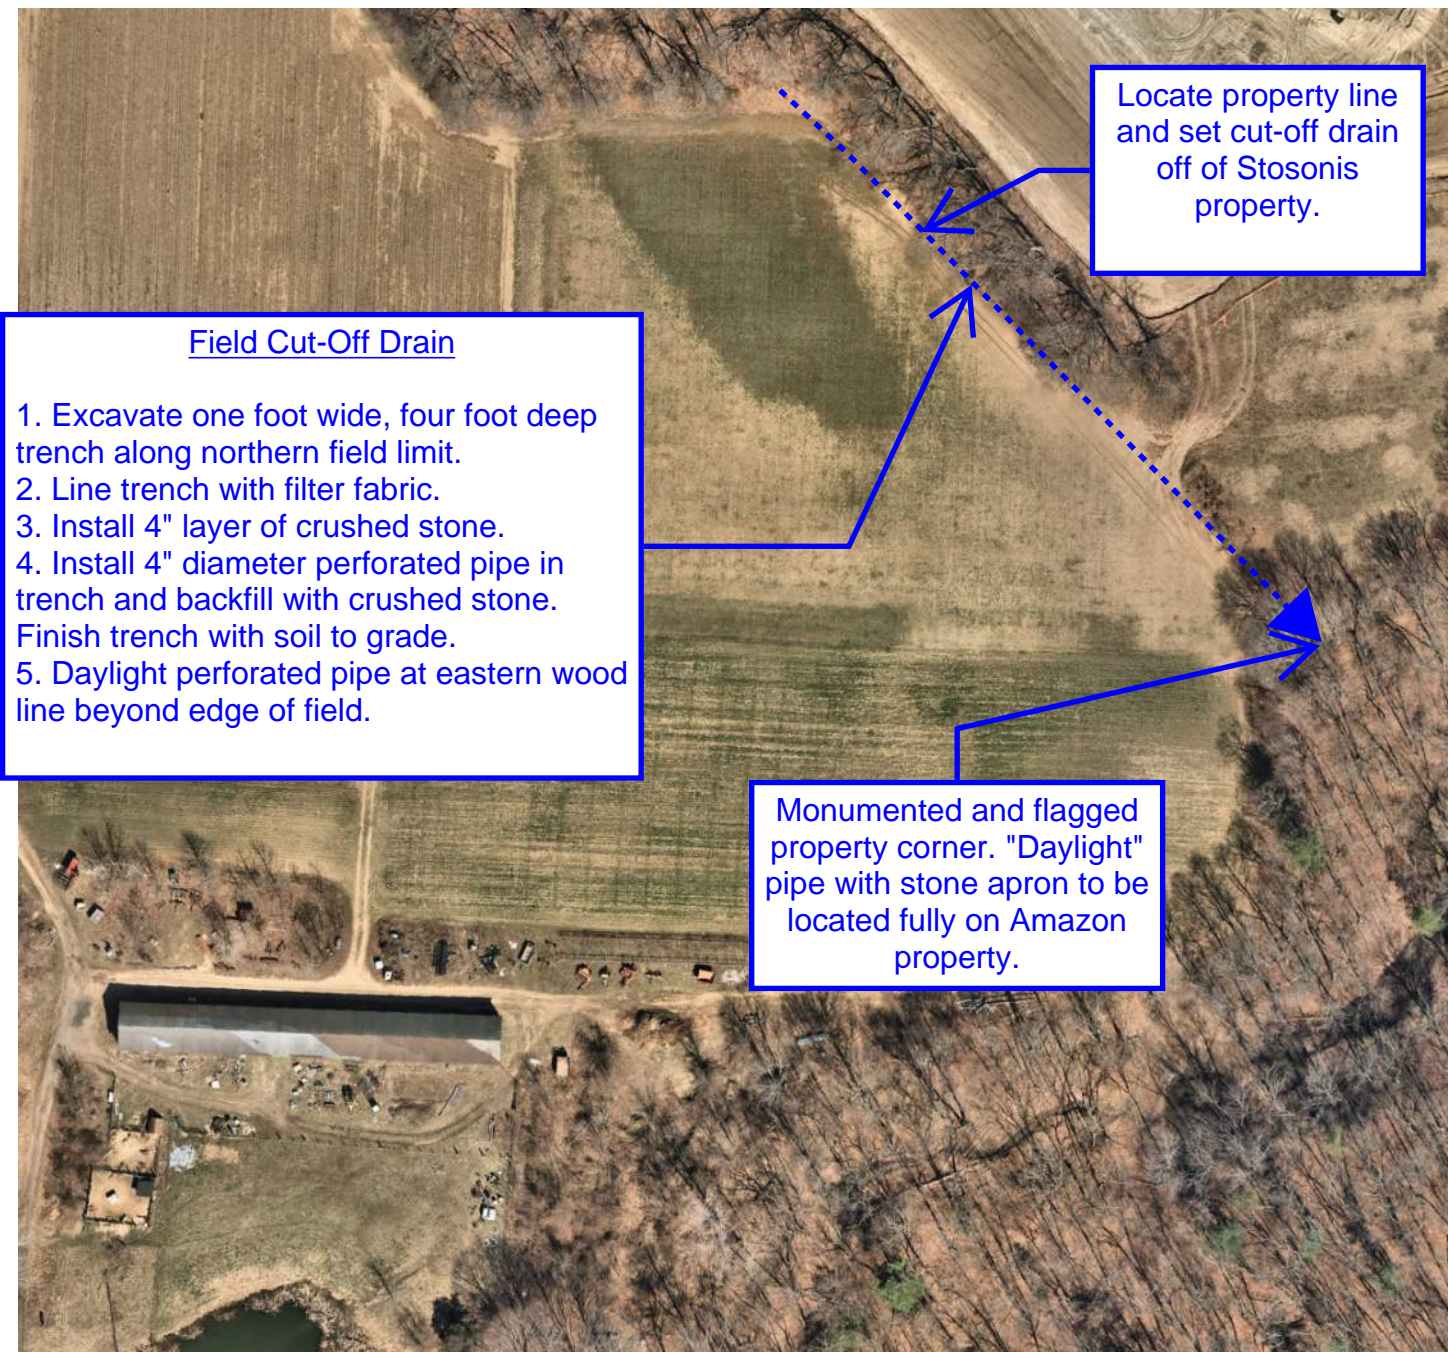 Locate property line
and set cut-off drain
off of Stosonis
property.
Field Cut-Off Drain
1. Excavate one foot wide, four foot deep
trench along northern field limit.
2. Line trench with filter fabric.
3. Install 4" layer of crushed stone.
4. Install 4" diameter perforated pipe in
trench and backfill with crushed stone.
Finish trench with soil to grade.
5. Daylight perforated pipe at eastern wood
line beyond edge of field.
Monumented and flagged
property corner. "Daylight"
pipe with stone apron to be
located fully on Amazon
property.